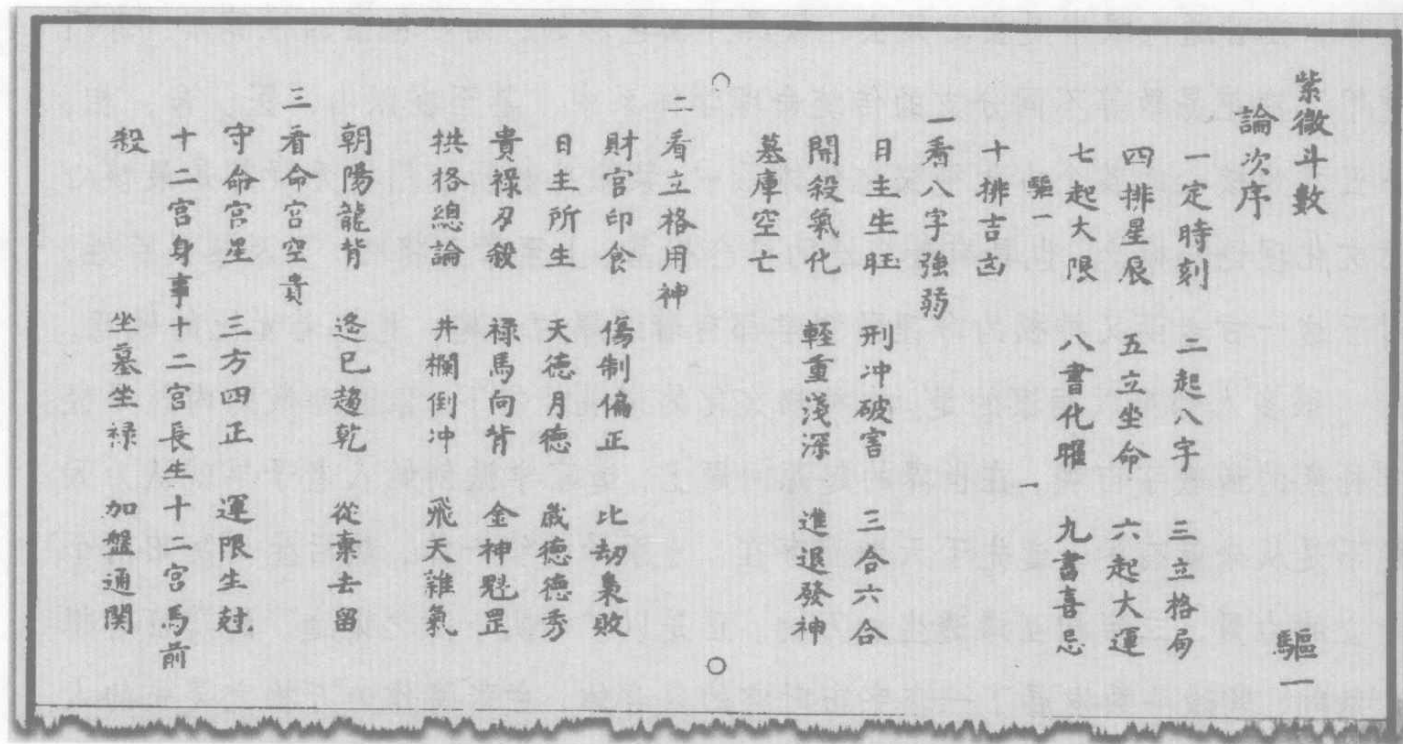 紫微斗數 驅一
論次序
一定時刻 二起八字 三立格局
四排星辰 五立坐命 六起大運
七起大限 八書化曜 九書喜忌
驅一 一
十排吉凶
一看八字強弱
日生生旺 刑冲破害 三合六合
開殺氣化 輕重淺深 進退發神
墓庫空亡
二看立格用神
財官印食 傷制偏正 比劫梟敗
日生所生 天德月德 歲德德秀
貴祿刃殺 祿馬向背 金神魁罡
拱格總論 井欄倒冲 飛天雜氣
朝陽龍背 迯巳趨乾 從棄去留
三看命宮空貴
守命宮星 三方四正 運限生尅
十二宮身事十二宮長生十二宮馬前
殺 坐墓坐祿 加盤通関